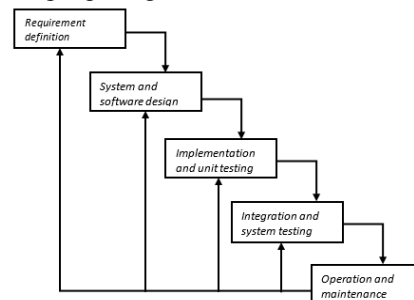 Requirement
definition
System and
software design
Implementation
and unit testing
Integration and
system testing
Operation and
maintenance